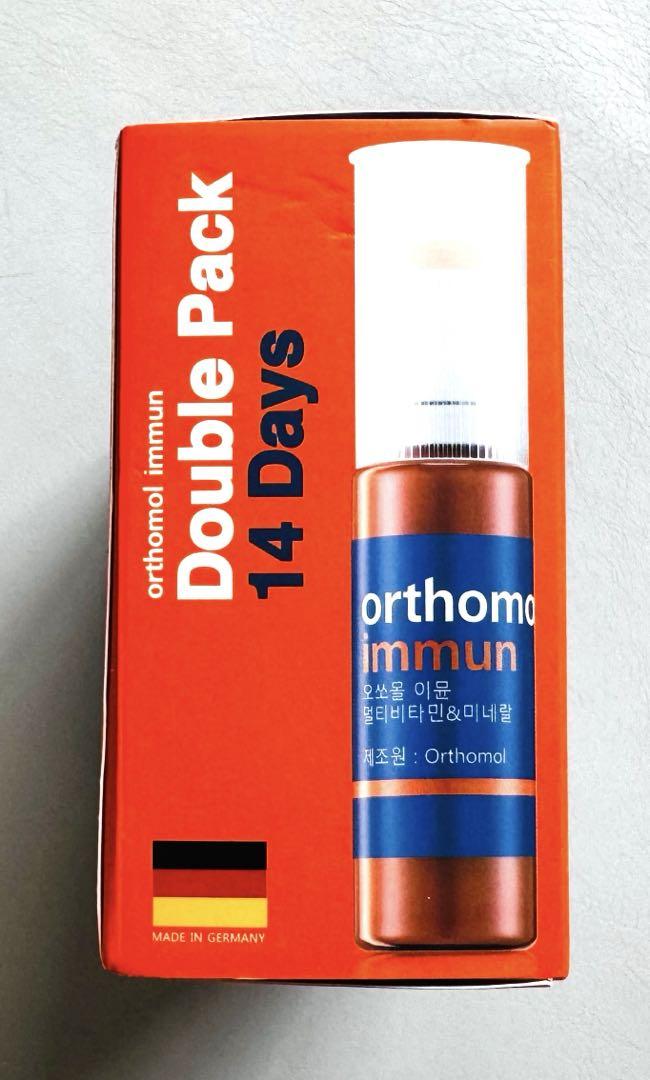 orthomol immun
Double Pack
14 Days
orthomo
immun
오쏘몰 이뮨
멀티비타민&미네랄
제조원 : Orthomol
MADE IN GERMANY